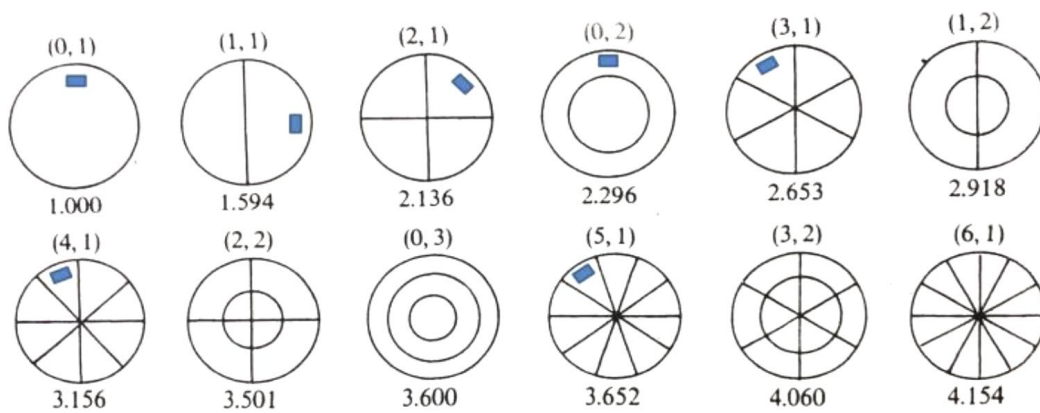 (0, 1) (1, 1) (2, 1) (0, 2) (3, 1) (1, 2)
1.000 1.594 2.136 2.296 2.653 2.918
(4, 1) (2, 2) (0, 3) (5, 1) (3, 2) (6, 1)
3.156 3.501 3.600 3.652 4.060 4.154